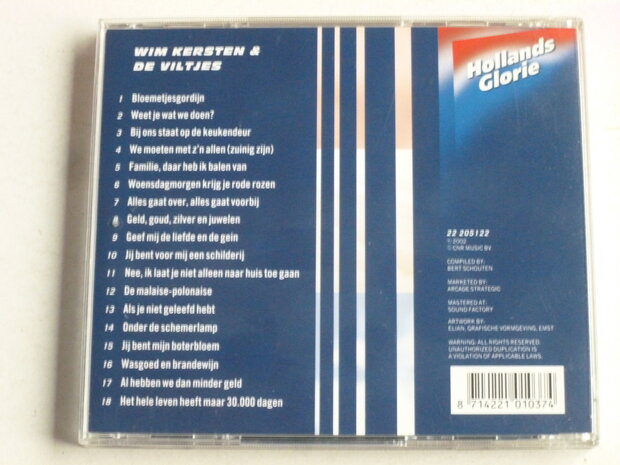 WIM KERSTEN &
DE VILTJES
1 Bloemetjesgordijn
2 Weet je wat we doen?
3 Bij ons staat op de keukendeur
4 We moeten met z'n allen (zuinig zijn)
5 Familie, daar heb ik balen van
6 Woensdagmorgen krijg je rode rozen
7 Alles gaat over, alles gaat voorbij
8 Geld, goud, zilver en juwelen
9 Geef mij de liefde en de gein
10 Jij bent voor mij een schilderij
11 Nee, ik laat je niet alleen naar huis toe gaan
12 De malaise-polonaise
13 Als je niet geleefd hebt
14 Onder de schemerlamp
15 Jij bent mijn boterbloem
16 Wasgoed en brandewijn
17 Al hebben we dan minder geld
18 Het hele leven heeft maar 30.000 dagen
Hollands
Glorie
22 205122
℗ 2002
© CNR MUSIC BV
COMPILED BY:
BERT SCHOUTEN
MARKETED BY:
ARCADE STRATEGIC
MASTERED AT:
SOUND FACTORY
ARTWORK BY:
ELIAN, GRAFISCHE VORMGEVING, EMST
WARNING: ALL RIGHTS RESERVED.
UNAUTHORIZED DUPLICATION IS
A VIOLATION OF APPLICABLE LAWS.
8 714221 010374